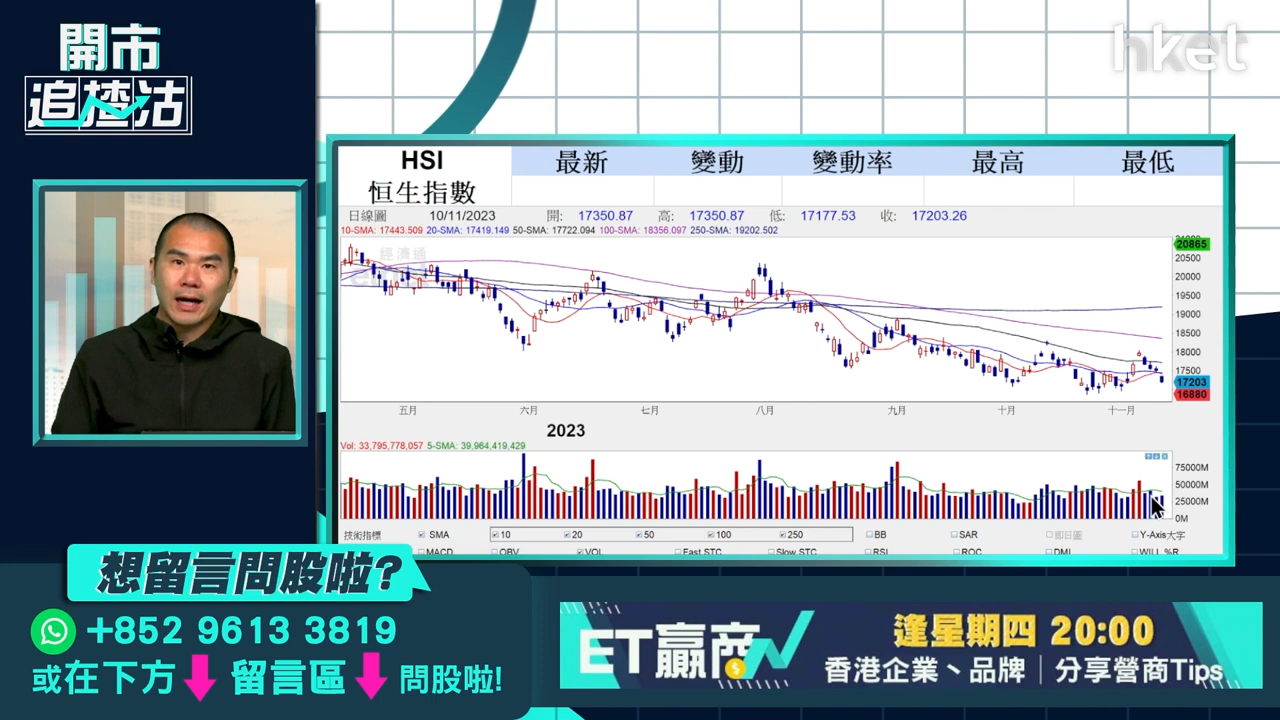 開市
追揸沽
hket
HSI
恒生指數
最新 變動 變動率 最高 最低
日線圖 10/11/2023 開: 17350.87 高: 17350.87 低: 17177.53 收: 17203.26
10-SMA: 17443.509 20-SMA: 17419.149 50-SMA: 17722.094 100-SMA: 18356.097 250-SMA: 19202.502
經濟通
20865
20500
20000
19500
19000
18500
18000
17500
17203
16880
五月 六月 七月 八月 九月 十月 十一月
2023
Vol: 33,795,778,057 5-SMA: 39,964,419,429
75000M
50000M
25000M
0M
技術指標 SMA 10 20 50 100 250 BB SAR 即日圖 Y-Axis大字
MACD OBV VOL Fast STC Slow STC RSI ROC DMI WILL %R
想留言問股啦?
+852 9613 3819
或在下方 留言區 問股啦!
ET贏商
逢星期四 20:00
香港企業、品牌｜分享營商Tips